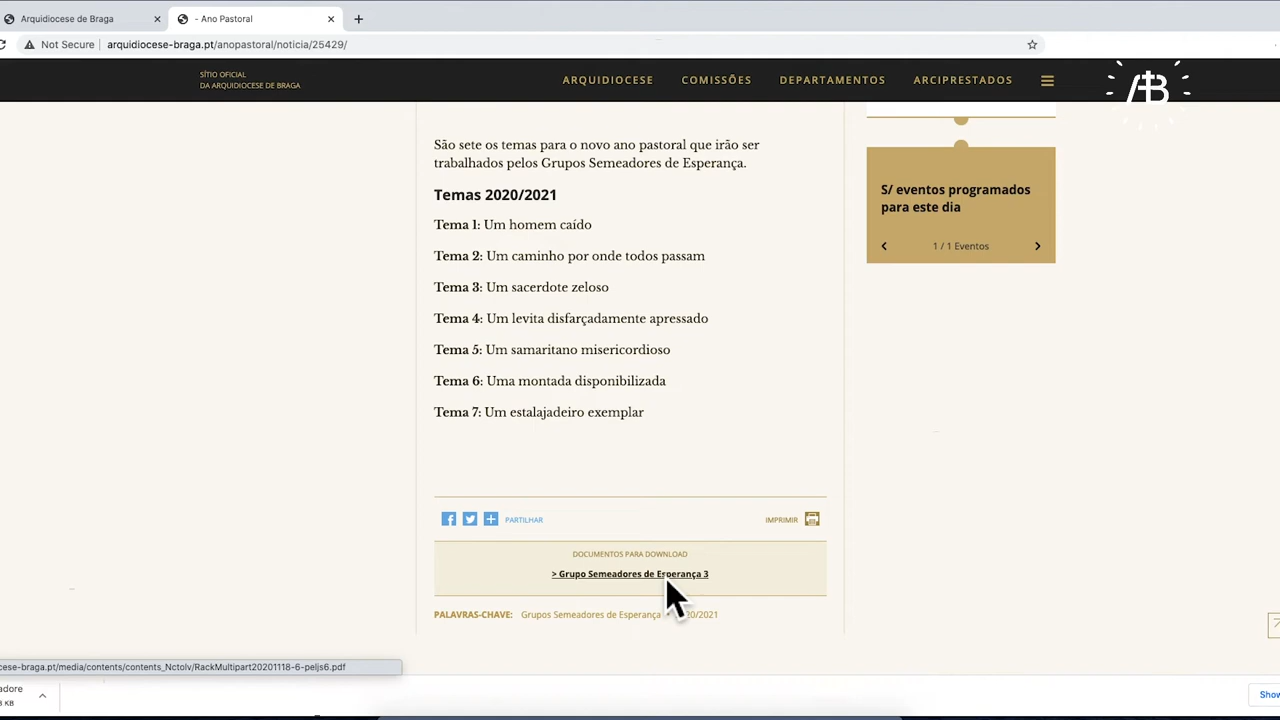 Arquidiocese de Braga
- Ano Pastoral
Not Secure
arquidiocese-braga.pt/anopastoral/noticia/25429/
SÍTIO OFICIAL
DA ARQUIDIOCESE DE BRAGA
ARQUIDIOCESE
COMISSÕES
DEPARTAMENTOS
ARCIPRESTADOS
São sete os temas para o novo ano pastoral que irão ser
trabalhados pelos Grupos Semeadores de Esperança.
Temas 2020/2021
Tema 1: Um homem caído
Tema 2: Um caminho por onde todos passam
Tema 3: Um sacerdote zeloso
Tema 4: Um levita disfarçadamente apressado
Tema 5: Um samaritano misericordioso
Tema 6: Uma montada disponibilizada
Tema 7: Um estalajadeiro exemplar
S/ eventos programados
para este dia
1 / 1 Eventos
PARTILHAR
IMPRIMIR
DOCUMENTOS PARA DOWNLOAD
> Grupo Semeadores de Esperança 3
PALAVRAS-CHAVE: Grupos Semeadores de Esperança 20/2021
cese-braga.pt/media/contents/contents_Nctolv/RackMultipart20201118-6-peljs6.pdf
adore
KB
Show